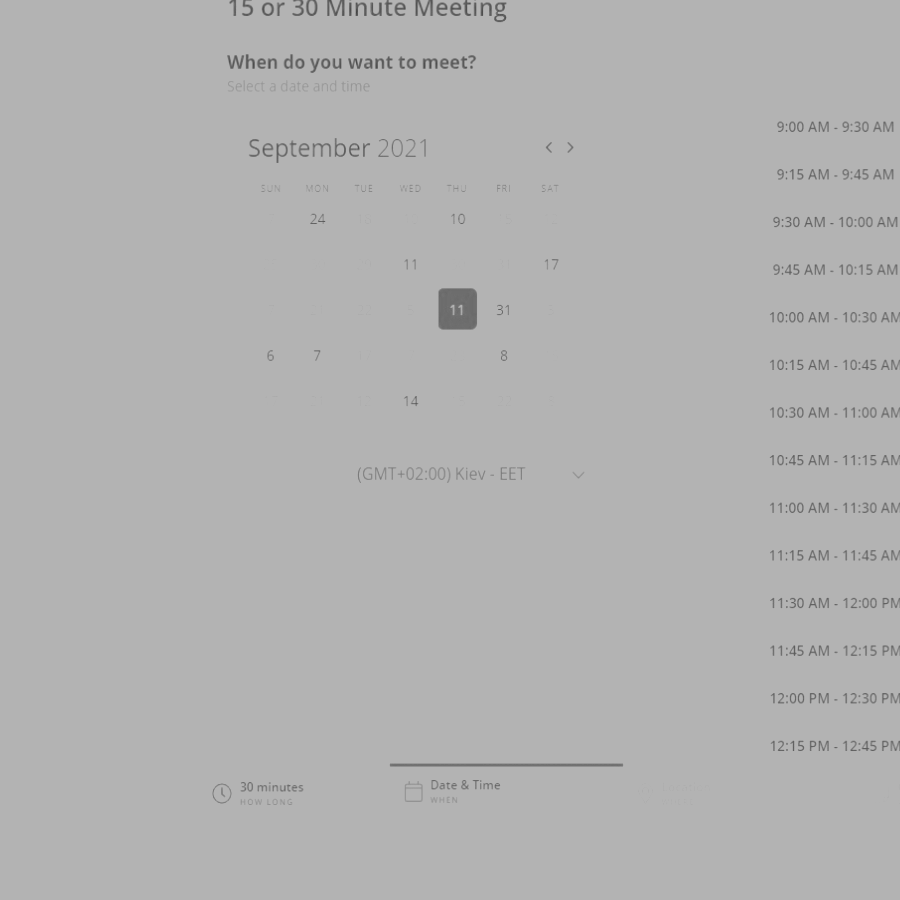 15 or 30 Minute Meeting
When do you want to meet?
Select a date and time
September 2021
SUN MON TUE WED THU FRI SAT
24 10
11 17
11 31
6 7 8
14
(GMT+02:00) Kiev - EET
9:00 AM - 9:30 AM
9:15 AM - 9:45 AM
9:30 AM - 10:00 AM
9:45 AM - 10:15 AM
10:00 AM - 10:30 AM
10:15 AM - 10:45 AM
10:30 AM - 11:00 AM
10:45 AM - 11:15 AM
11:00 AM - 11:30 AM
11:15 AM - 11:45 AM
11:30 AM - 12:00 PM
11:45 AM - 12:15 PM
12:00 PM - 12:30 PM
12:15 PM - 12:45 PM
30 minutes
HOW LONG
Date & Time
WHEN